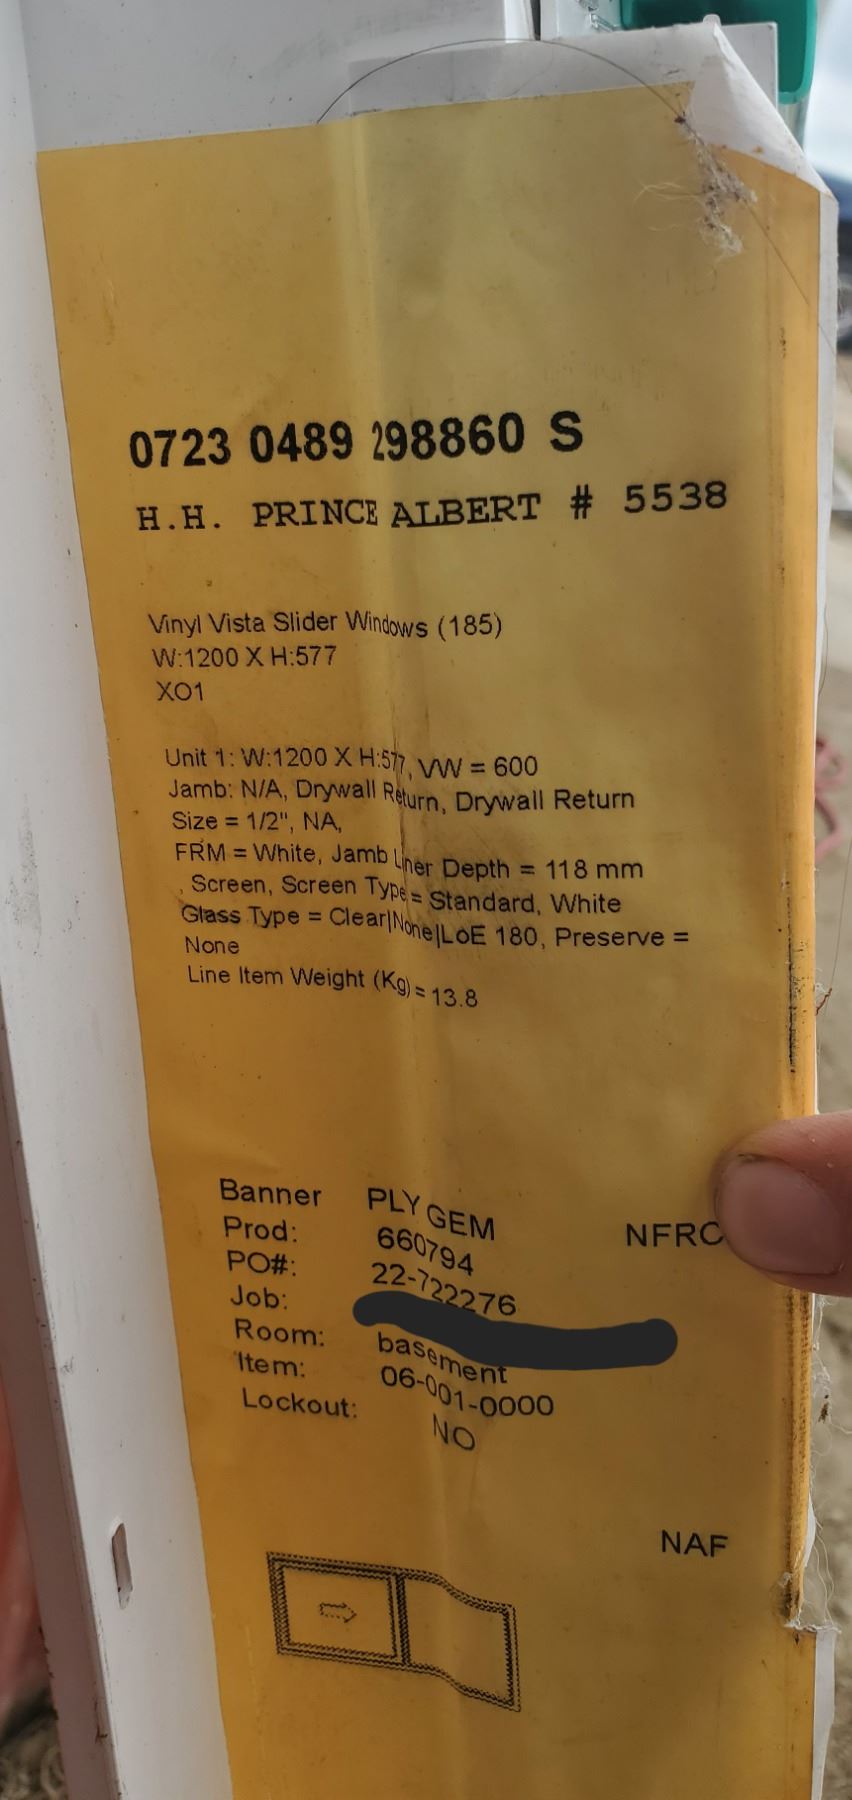 0723 0489 298860 S
H.H. PRINCE ALBERT # 5538
Vinyl Vista Slider Windows (185)
W:1200 X H:577
XO1
Unit 1: W:1200 X H:577, VW = 600
Jamb: N/A, Drywall Return, Drywall Return
Size = 1/2", NA,
FRM = White, Jamb Liner Depth = 118 mm
, Screen, Screen Type = Standard, White
Glass Type = Clear|None|LoE 180, Preserve =
None
Line Item Weight (Kg) = 13.8
Banner PLY GEM
Prod: 660794 NFRC
PO#: 22-722276
Job:
Room: basement
Item: 06-001-0000
Lockout: NO
NAF